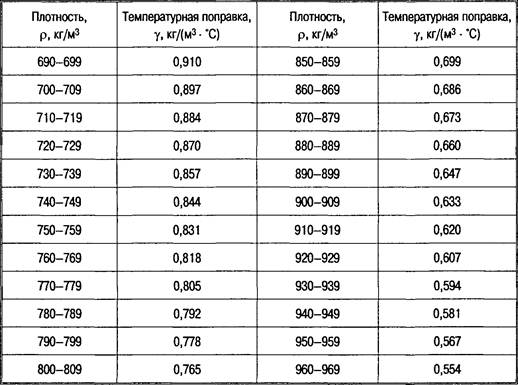 Плотность, ρ, кг/м³ | Температурная поправка, γ, кг/(м³ · °С) | Плотность, ρ, кг/м³ | Температурная поправка, γ, кг/(м³ · °С)
690–699 | 0,910 | 850–859 | 0,699
700–709 | 0,897 | 860–869 | 0,686
710–719 | 0,884 | 870–879 | 0,673
720–729 | 0,870 | 880–889 | 0,660
730–739 | 0,857 | 890–899 | 0,647
740–749 | 0,844 | 900–909 | 0,633
750–759 | 0,831 | 910–919 | 0,620
760–769 | 0,818 | 920–929 | 0,607
770–779 | 0,805 | 930–939 | 0,594
780–789 | 0,792 | 940–949 | 0,581
790–799 | 0,778 | 950–959 | 0,567
800–809 | 0,765 | 960–969 | 0,554